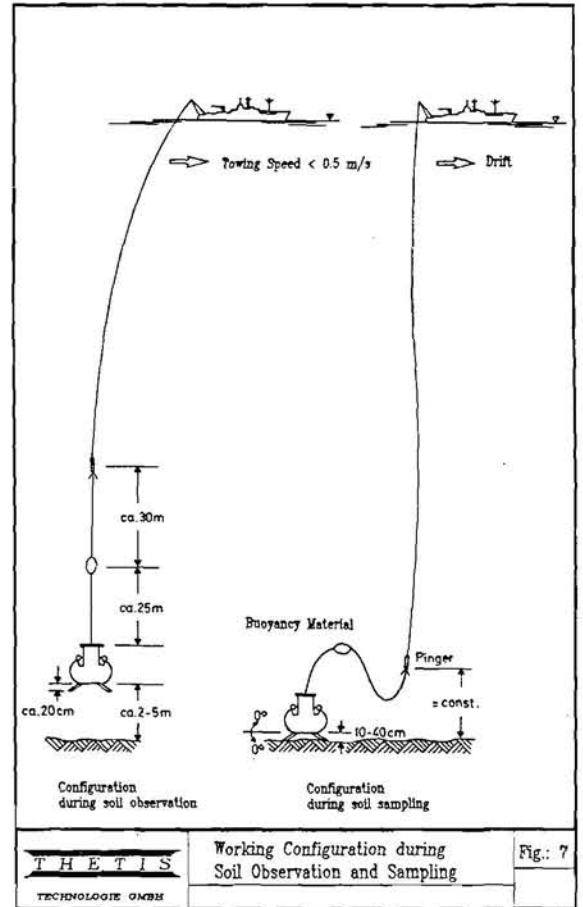 Towing Speed < 0.5 m/s
Drift
ca.30m
ca.25m
ca.20cm
ca.2-5m
Buoyancy Material
Pinger
= const.
0°
0°
10-40cm
Configuration
during soil observation
Configuration
during soil sampling
THETIS
TECHNOLOGIE GMBH
Working Configuration during
Soil Observation and Sampling
Fig.: 7